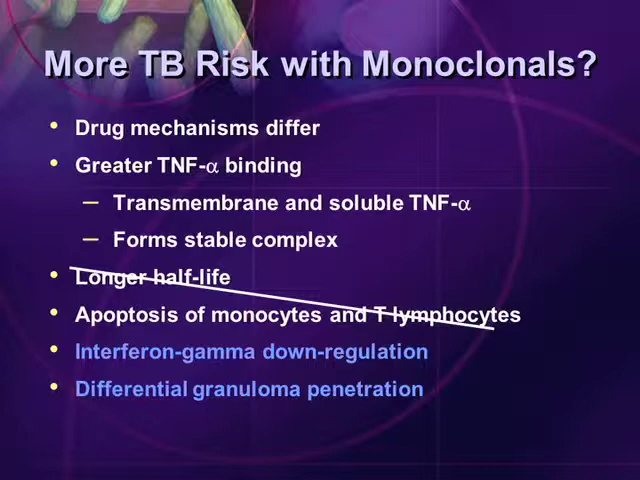 More TB Risk with Monoclonals?
• Drug mechanisms differ
• Greater TNF-α binding
– Transmembrane and soluble TNF-α
– Forms stable complex
• Longer half-life
• Apoptosis of monocytes and T lymphocytes
• Interferon-gamma down-regulation
• Differential granuloma penetration